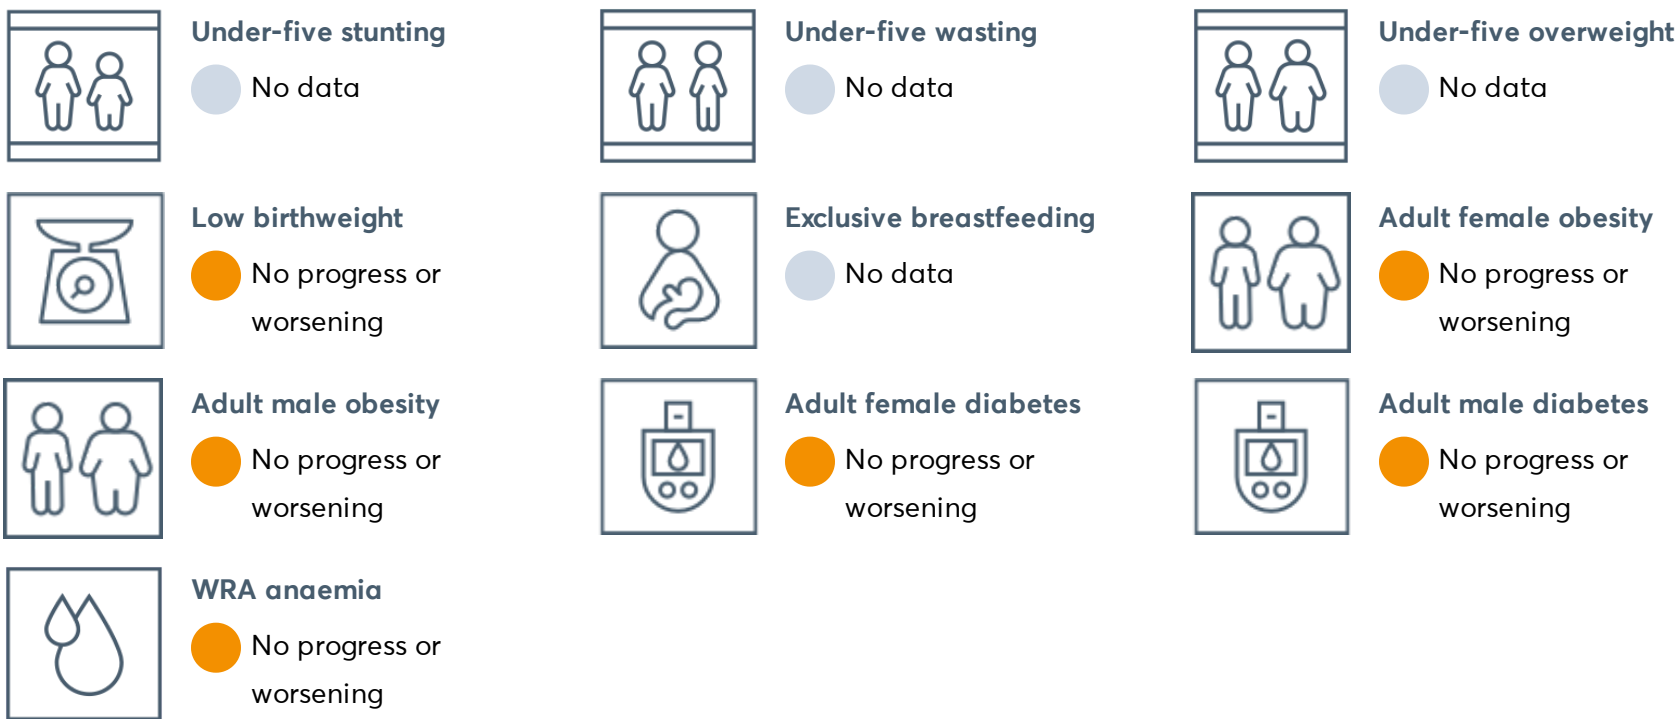 Under-five stunting
No data
Under-five wasting
No data
Under-five overweight
No data
Low birthweight
No progress or
worsening
Exclusive breastfeeding
No data
Adult female obesity
No progress or
worsening
Adult male obesity
No progress or
worsening
Adult female diabetes
No progress or
worsening
Adult male diabetes
No progress or
worsening
WRA anaemia
No progress or
worsening